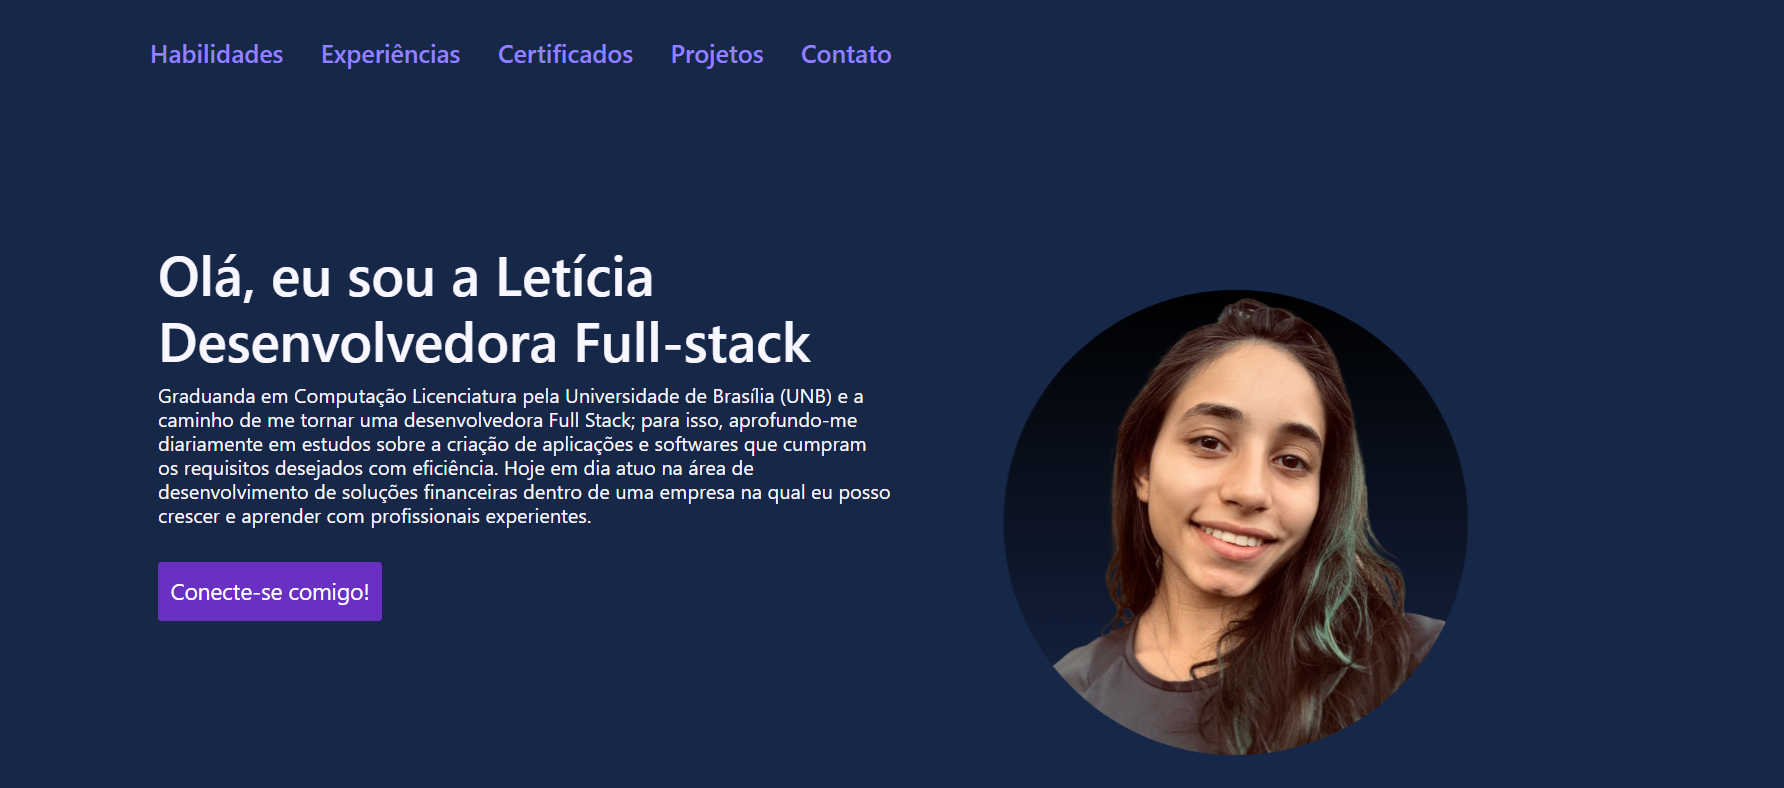 Habilidades Experiências Certificados Projetos Contato
Olá, eu sou a Letícia
Desenvolvedora Full-stack
Graduanda em Computação Licenciatura pela Universidade de Brasília (UNB) e a
caminho de me tornar uma desenvolvedora Full Stack; para isso, aprofundo-me
diariamente em estudos sobre a criação de aplicações e softwares que cumpram
os requisitos desejados com eficiência. Hoje em dia atuo na área de
desenvolvimento de soluções financeiras dentro de uma empresa na qual eu posso
crescer e aprender com profissionais experientes.
Conecte-se comigo!